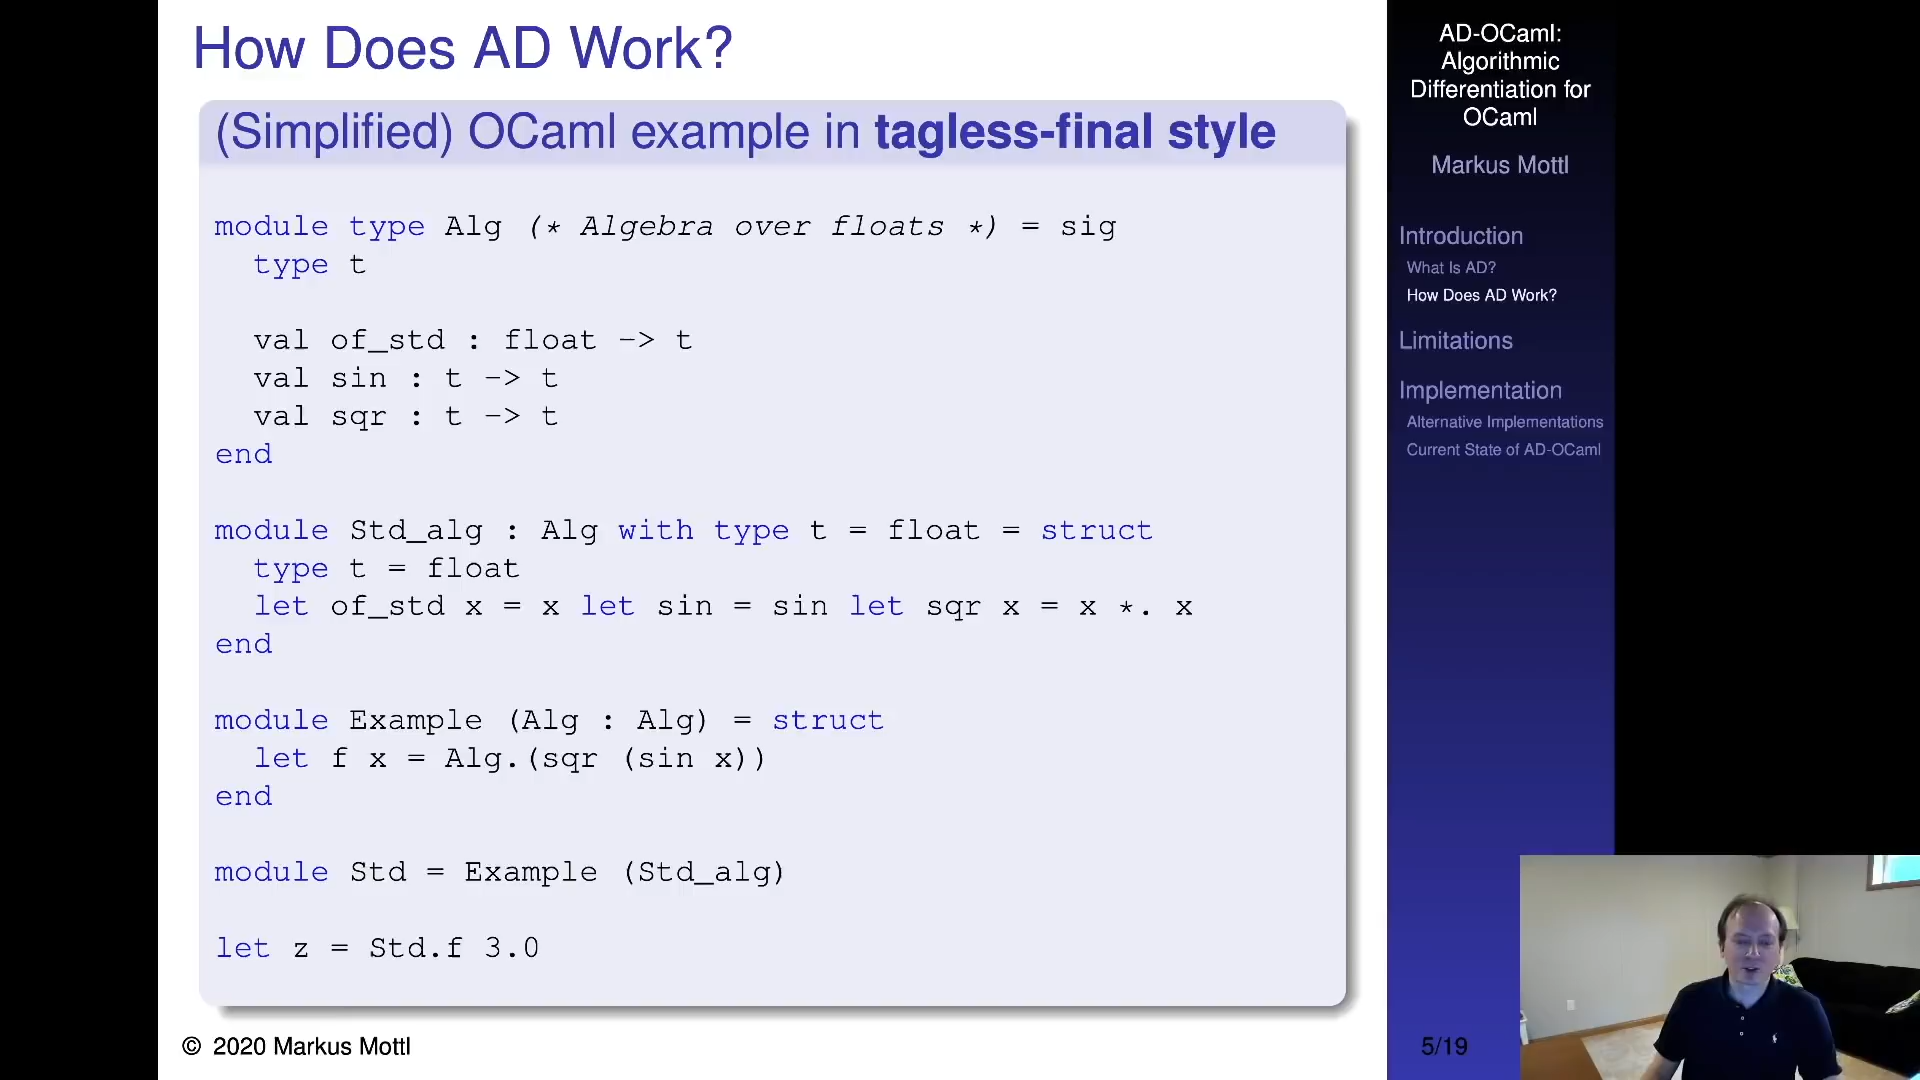 How Does AD Work?
(Simplified) OCaml example in tagless-final style
module type Alg (* Algebra over floats *) = sig
  type t

  val of_std : float -> t
  val sin : t -> t
  val sqr : t -> t
end

module Std_alg : Alg with type t = float = struct
  type t = float
  let of_std x = x let sin = sin let sqr x = x *. x
end

module Example (Alg : Alg) = struct
  let f x = Alg.(sqr (sin x))
end

module Std = Example (Std_alg)

let z = Std.f 3.0
© 2020 Markus Mottl
AD-OCaml:
Algorithmic
Differentiation for
OCaml
Markus Mottl
Introduction
What Is AD?
How Does AD Work?
Limitations
Implementation
Alternative Implementations
Current State of AD-OCaml
5/19